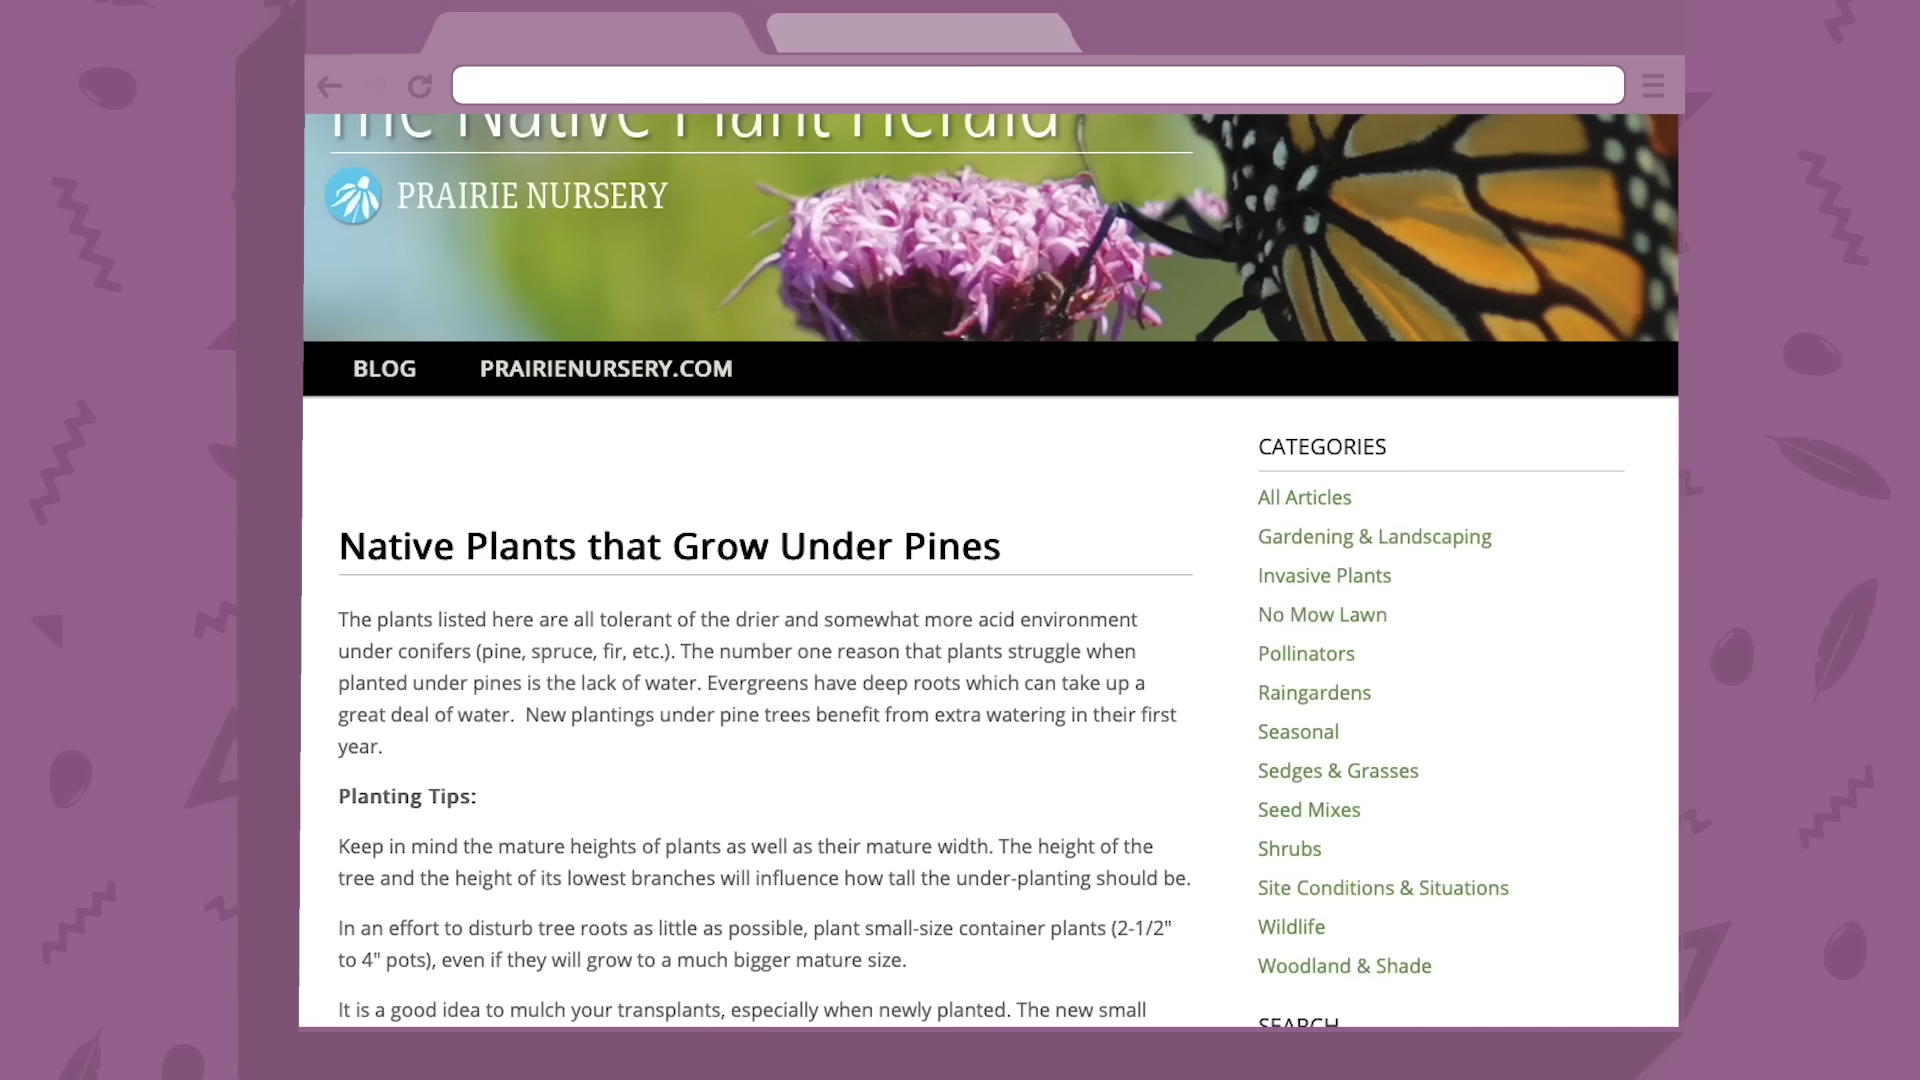 The Native Plant Herald
PRAIRIE NURSERY
BLOG PRAIRIENURSERY.COM
Native Plants that Grow Under Pines
The plants listed here are all tolerant of the drier and somewhat more acid environment
under conifers (pine, spruce, fir, etc.). The number one reason that plants struggle when
planted under pines is the lack of water. Evergreens have deep roots which can take up a
great deal of water.  New plantings under pine trees benefit from extra watering in their first
year.
Planting Tips:
Keep in mind the mature heights of plants as well as their mature width. The height of the
tree and the height of its lowest branches will influence how tall the under-planting should be.
In an effort to disturb tree roots as little as possible, plant small-size container plants (2-1/2"
to 4" pots), even if they will grow to a much bigger mature size.
It is a good idea to mulch your transplants, especially when newly planted. The new small
CATEGORIES
All Articles
Gardening & Landscaping
Invasive Plants
No Mow Lawn
Pollinators
Raingardens
Seasonal
Sedges & Grasses
Seed Mixes
Shrubs
Site Conditions & Situations
Wildlife
Woodland & Shade
SEARCH